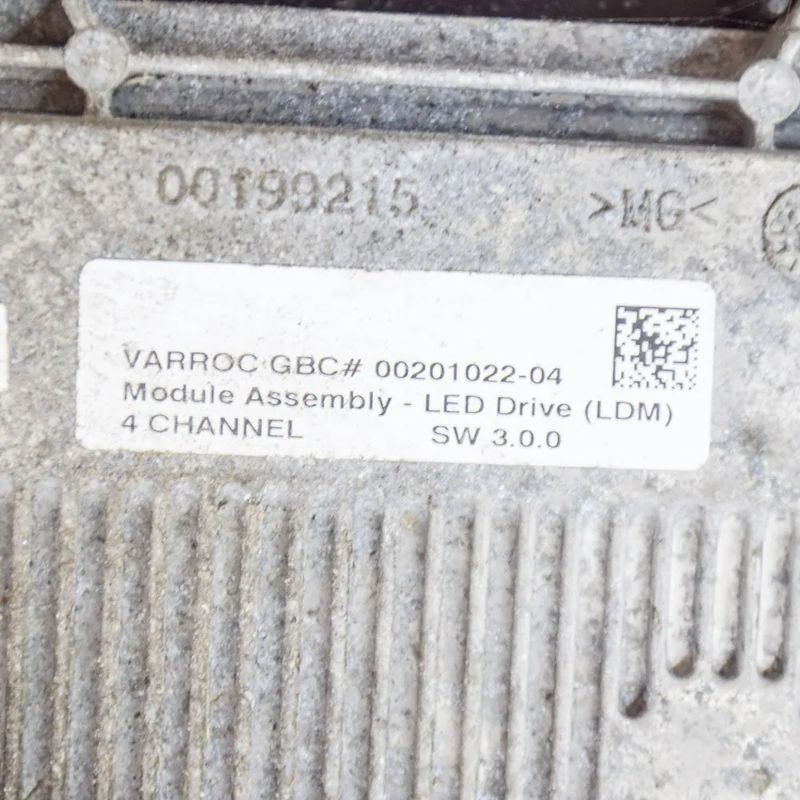 00199215 >MG<
VARROC GBC# 00201022-04
Module Assembly - LED Drive (LDM)
4 CHANNEL SW 3.0.0